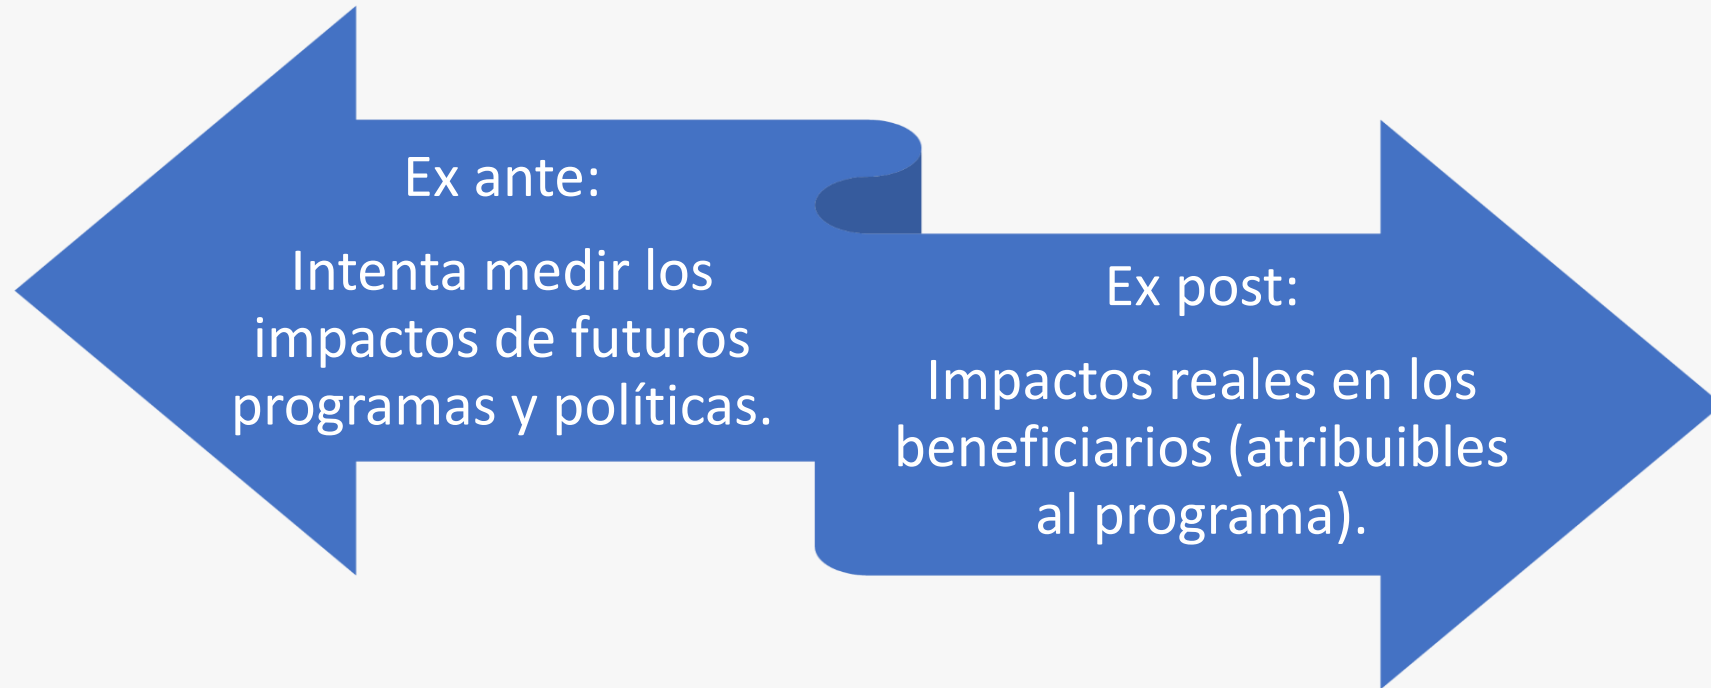 Ex ante:
Intenta medir los
impactos de futuros
programas y políticas.
Ex post:
Impactos reales en los
beneficiarios (atribuibles
al programa).